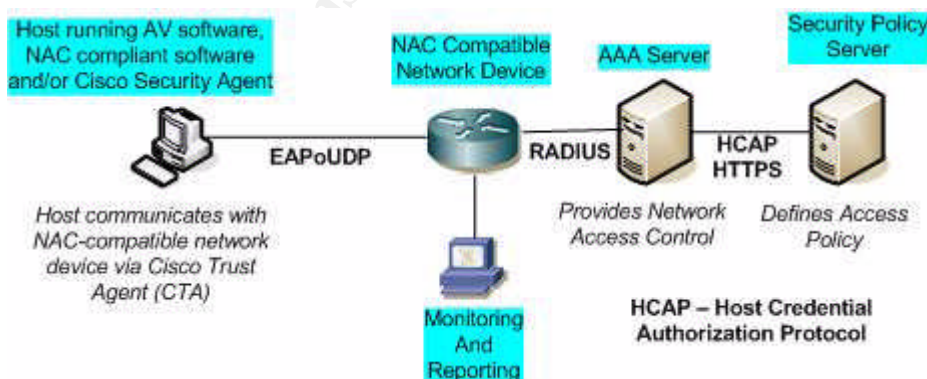 Host running AV software,
NAC compliant software
and/or Cisco Security Agent
NAC Compatible
Network Device
AAA Server
Security Policy
Server
EAPoUDP
RADIUS
HCAP
HTTPS
Host communicates with
NAC-compatible network
device via Cisco Trust
Agent (CTA)
Provides Network
Access Control
Defines Access
Policy
Monitoring
And
Reporting
HCAP – Host Credential
Authorization Protocol